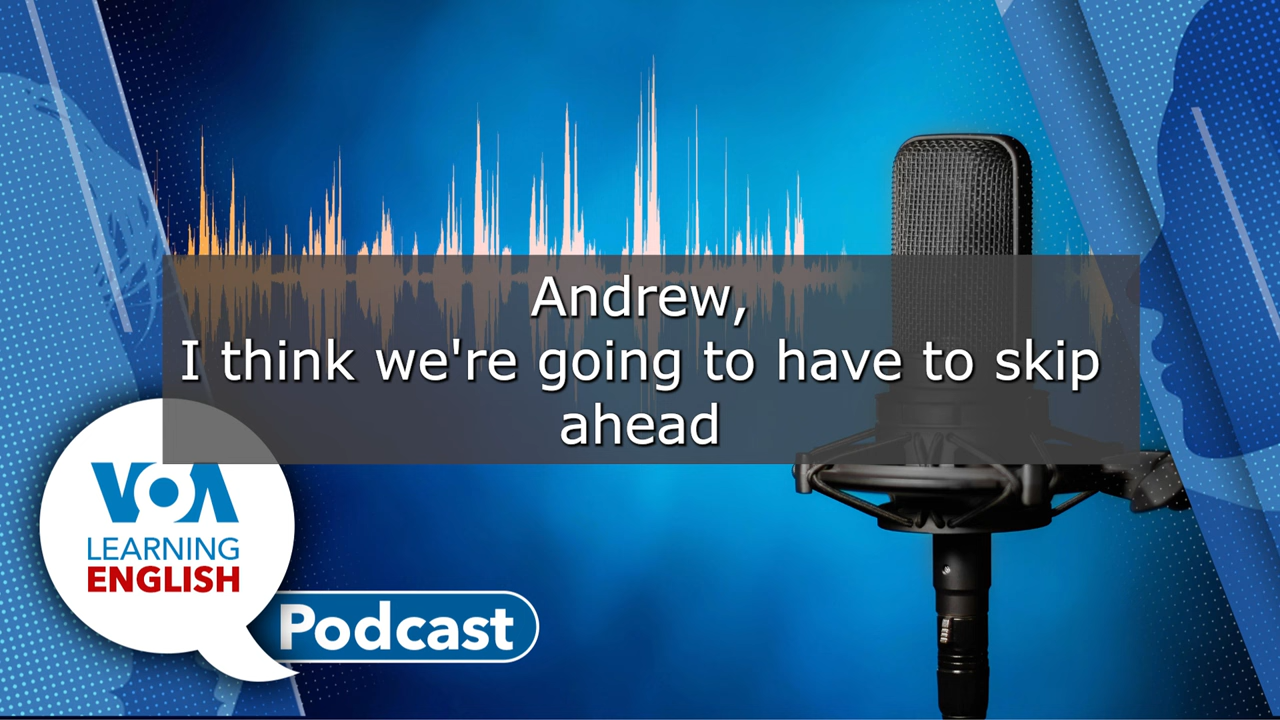 Andrew,
I think we're going to have to skip
ahead
VOA
LEARNING
ENGLISH
Podcast